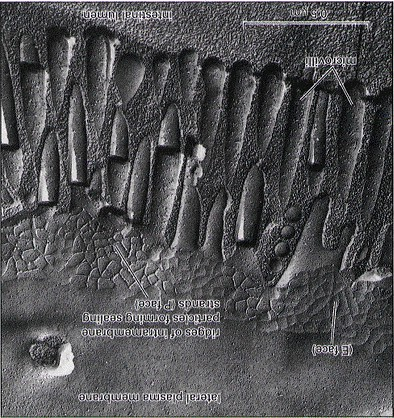 lateral plasma membrane
(E face)
ridges of intramembrane
particles forming sealing
strands (P face)
microvilli
0.5 µm
intestinal lumen